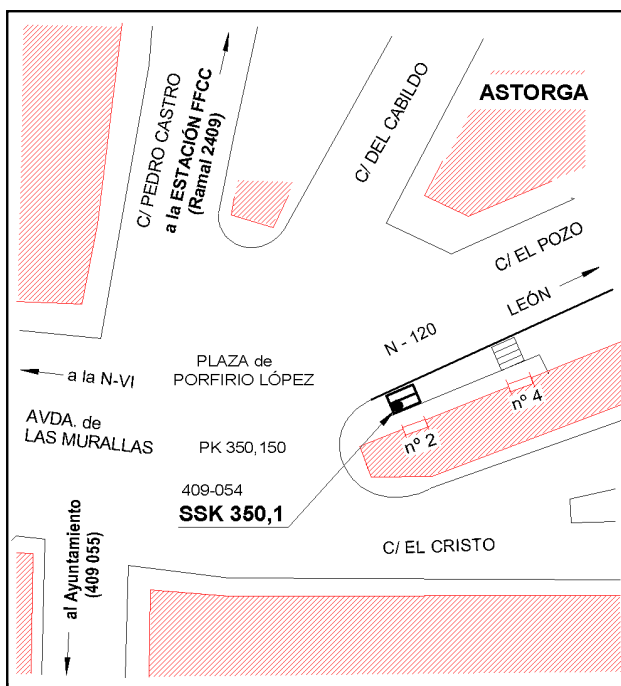 ASTORGA
C/ PEDRO CASTRO
a la ESTACIÓN FFCC
(Ramal 2409)
C/ DEL CABILDO
C/ EL POZO
LEÓN
N - 120
PLAZA de
PORFIRIO LÓPEZ
a la N-VI
AVDA. de
LAS MURALLAS
PK 350,150
nº 2
nº 4
409-054
SSK 350,1
C/ EL CRISTO
al Ayuntamiento
(409 055)